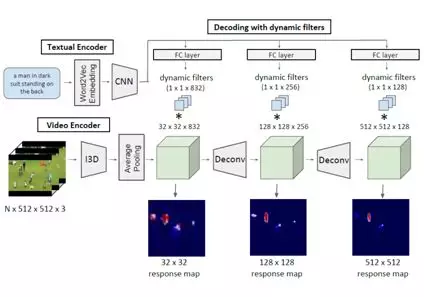 Decoding with dynamic filters
Textual Encoder
FC layer
FC layer
FC layer
a man in dark
suit standing on
the back
Word2Vec
Embedding
CNN
dynamic filters
(1 x 1 x 832)
dynamic filters
(1 x 1 x 256)
dynamic filters
(1 x 1 x 128)
*
*
*
Video Encoder
32 x 32 x 832
128 x 128 x 256
512 x 512 x 128
I3D
Average
Pooling
Deconv
Deconv
N x 512 x 512 x 3
32 x 32
response map
128 x 128
response map
512 x 512
response map